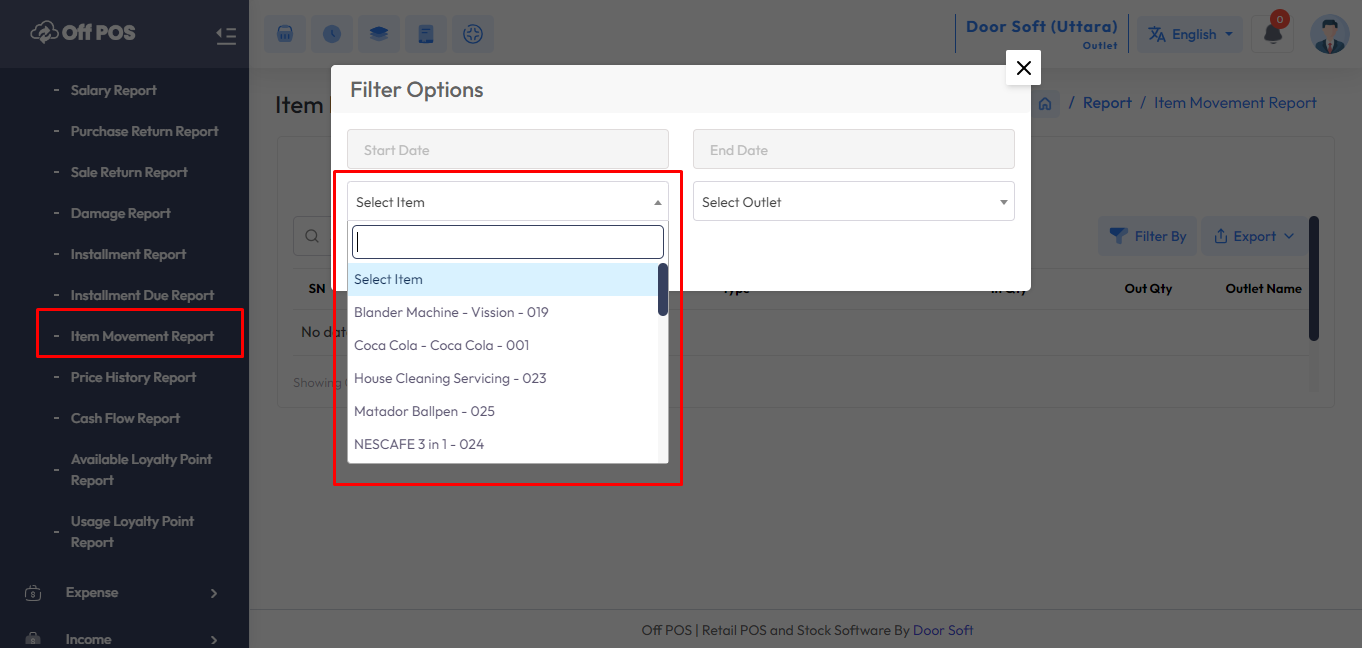 Off POS
Door Soft (Uttara)
Outlet
English
0
Salary Report
Purchase Return Report
Sale Return Report
Damage Report
Installment Report
Installment Due Report
Item Movement Report
Price History Report
Cash Flow Report
Available Loyalty Point
Report
Usage Loyalty Point
Report
Expense
Income
Item
Report / Item Movement Report
Filter Options
Start Date
End Date
Select Item
Select Outlet
Select Item
Blander Machine - Vission - 019
Coca Cola - Coca Cola - 001
House Cleaning Servicing - 023
Matador Ballpen - 025
NESCAFE 3 in 1 - 024
Filter By
Export
SN
Type
In Qty
Out Qty
Outlet Name
No dat
Showing
Off POS | Retail POS and Stock Software By Door Soft